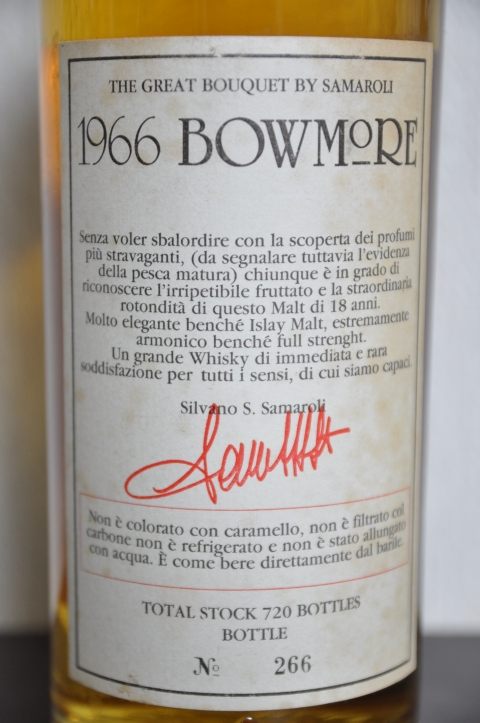 THE GREAT BOUQUET BY SAMAROLI
1966 BOWMoRE
Senza voler sbalordire con la scoperta dei profumi
più stravaganti, (da segnalare tuttavia l'evidenza
della pesca matura) chiunque è in grado di
riconoscere l'irripetibile fruttato e la straordinaria
rotondità di questo Malt di 18 anni.
Molto elegante benché Islay Malt, estremamente
armonico benché full strenght.
Un grande Whisky di immediata e rara
soddisfazione per tutti i sensi, di cui siamo capaci.
Silvano S. Samaroli
Samaroli
Non è colorato con caramello, non è filtrato col
carbone non è refrigerato e non è stato allungato
con acqua. È come bere direttamente dal barile.
TOTAL STOCK 720 BOTTLES
BOTTLE
No 266